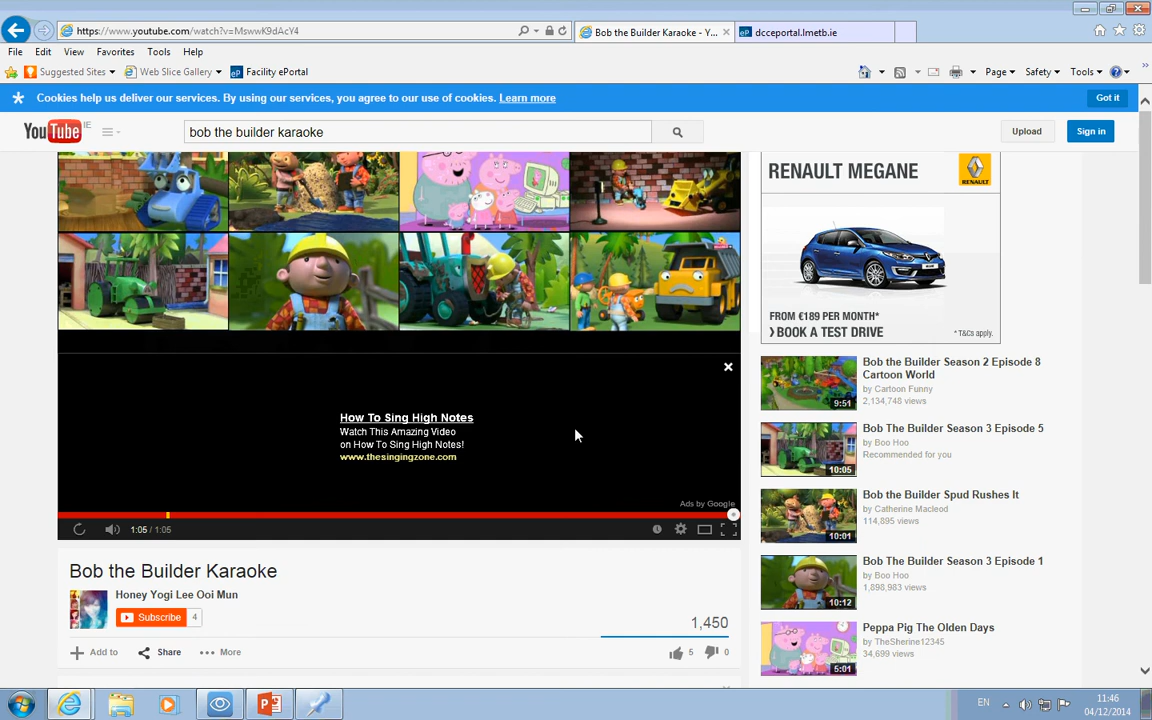 https://www.youtube.com/watch?v=MswwK9dAcY4
Bob the Builder Karaoke - Y...
dcceportal.lmetb.ie
File Edit View Favorites Tools Help
Suggested Sites Web Slice Gallery Facility ePortal
Page Safety Tools
Cookies help us deliver our services. By using our services, you agree to our use of cookies. Learn more
Got it
YouTube IE
bob the builder karaoke
Upload
Sign in
RENAULT MEGANE
RENAULT
FROM €189 PER MONTH*
BOOK A TEST DRIVE
* T&Cs apply.
How To Sing High Notes
Watch This Amazing Video
on How To Sing High Notes!
www.thesingingzone.com
Ads by Google
1:05 / 1:05
Bob the Builder Karaoke
Honey Yogi Lee Ooi Mun
Subscribe 4
1,450
Add to Share More
5 0
Bob the Builder Season 2 Episode 8
Cartoon World
by Cartoon Funny
2,134,748 views
9:51
Bob The Builder Season 3 Episode 5
by Boo Hoo
Recommended for you
10:05
Bob the Builder Spud Rushes It
by Catherine Macleod
114,895 views
10:01
Bob The Builder Season 3 Episode 1
by Boo Hoo
1,898,983 views
10:12
Peppa Pig The Olden Days
by TheSherine12345
34,699 views
5:01
EN
11:46
04/12/2014